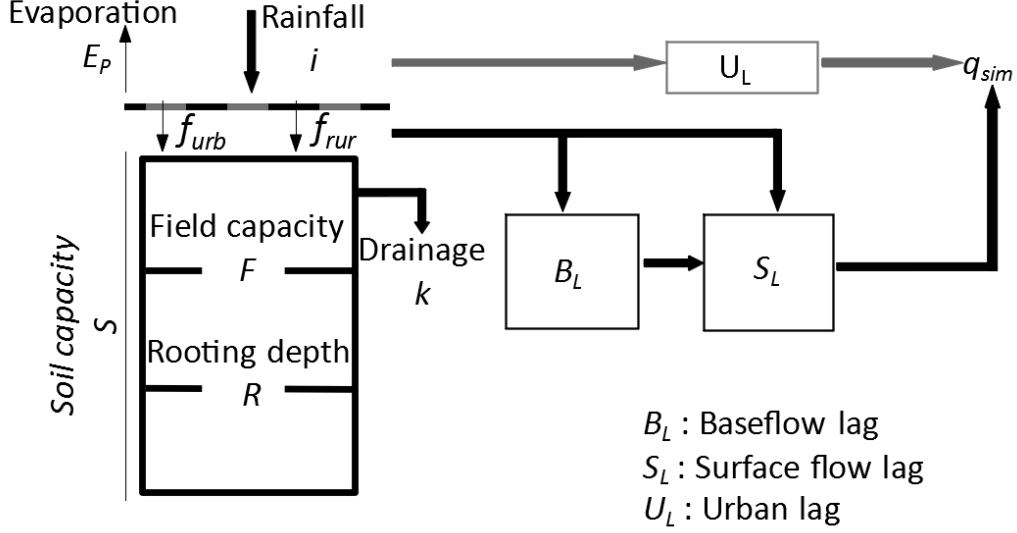 Evaporation
E_P
Rainfall
i
U_L
q_sim
f_urb
f_rur
Field capacity
F
Drainage
k
B_L
S_L
Soil capacity
S
Rooting depth
R
B_L : Baseflow lag
S_L : Surface flow lag
U_L : Urban lag